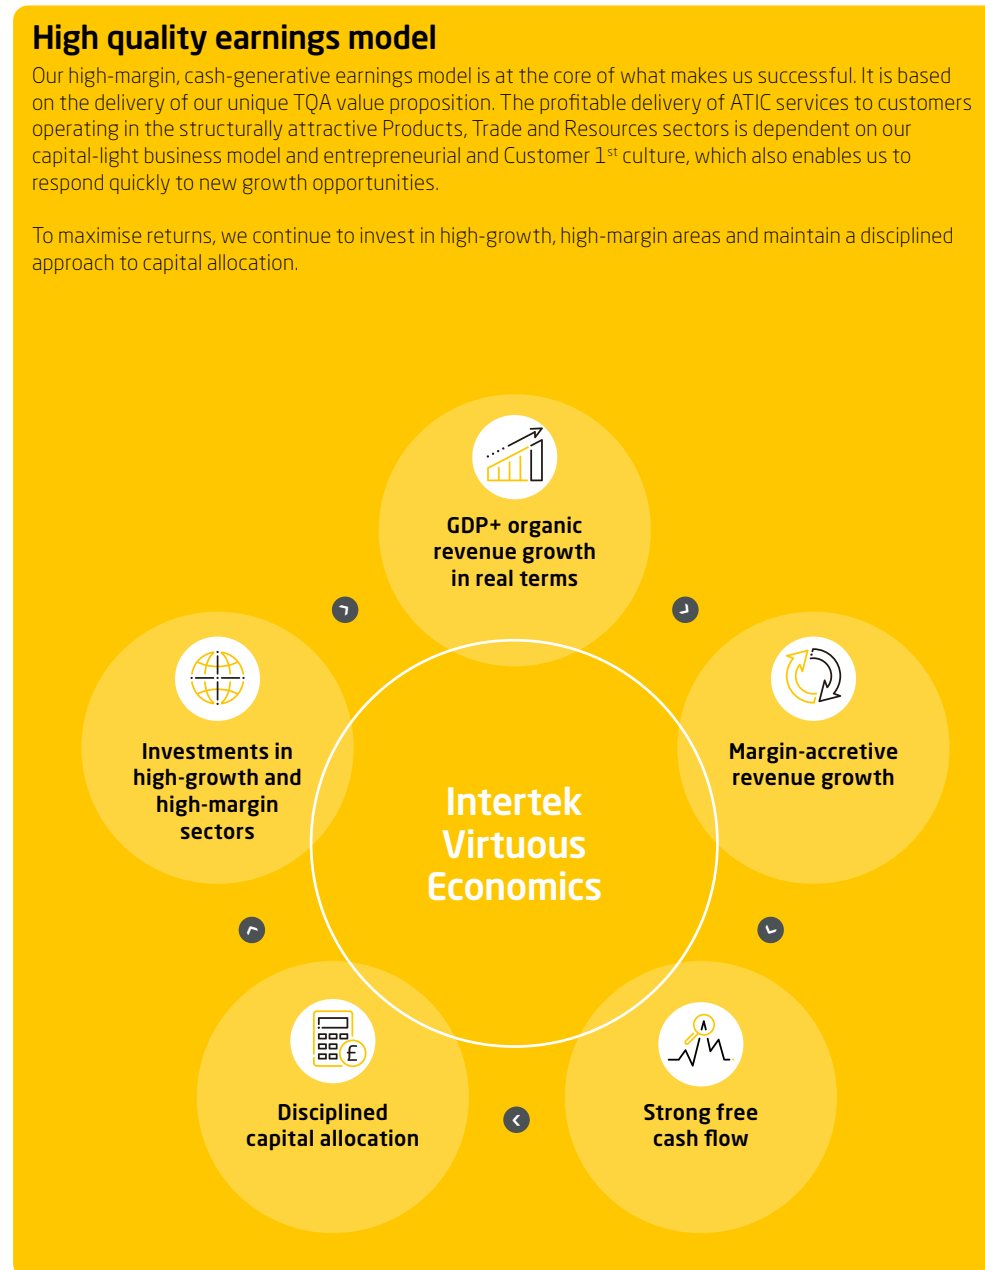 High quality earnings model
Our high-margin, cash-generative earnings model is at the core of what makes us successful. It is based
on the delivery of our unique TQA value proposition. The profitable delivery of ATIC services to customers
operating in the structurally attractive Products, Trade and Resources sectors is dependent on our
capital-light business model and entrepreneurial and Customer 1st culture, which also enables us to
respond quickly to new growth opportunities.
To maximise returns, we continue to invest in high-growth, high-margin areas and maintain a disciplined
approach to capital allocation.
GDP+ organic
revenue growth
in real terms
Margin-accretive
revenue growth
Strong free
cash flow
£
Disciplined
capital allocation
Investments in
high-growth and
high-margin
sectors
Intertek
Virtuous
Economics